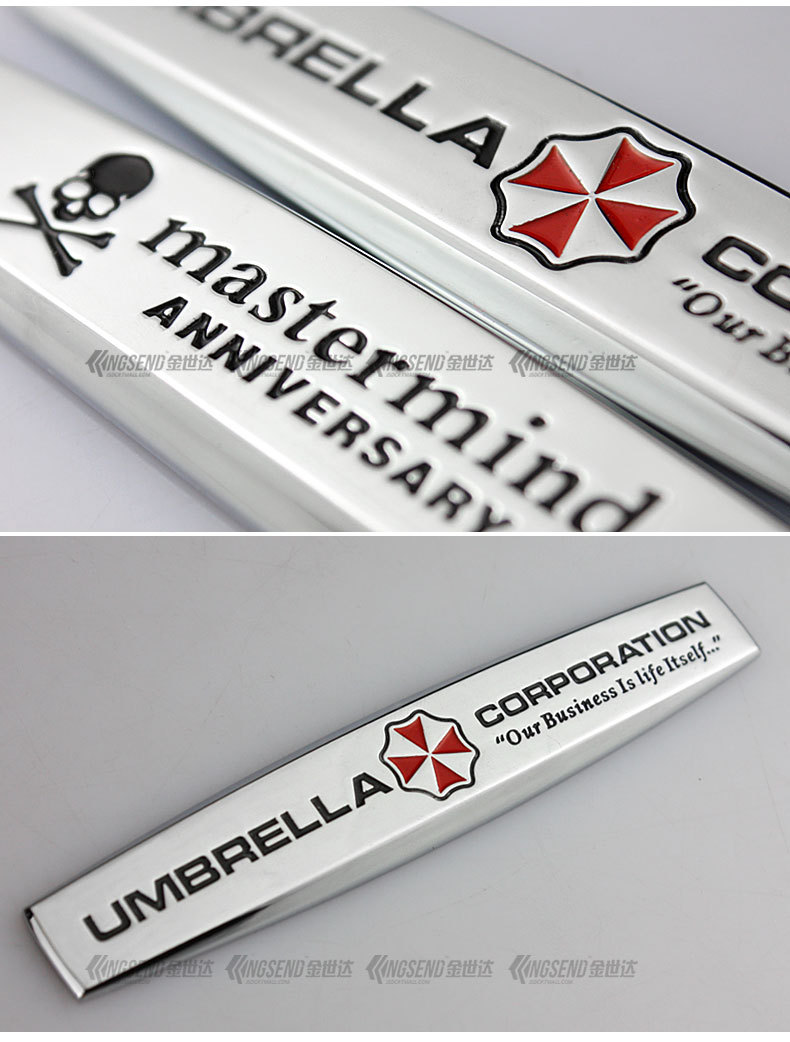 MBRELLA
CO
"Our Bu
mastermind
ANNIVERSARY
KINGSEND金世达 KINGSEND金世达 KINGSEND金世达 KINGSEND金世达
CORPORATION
"Our Business Is life Itself..."
UMBRELLA
KINGSEND金世达 KINGSEND金世达 KINGSEND金世达 KINGSEND金世达